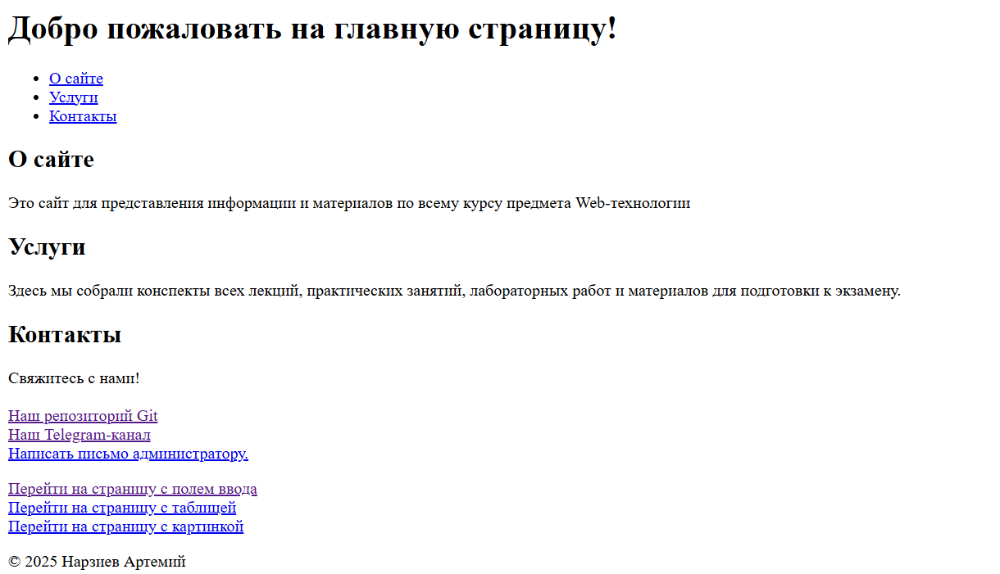 Добро пожаловать на главную страницу!
О сайте
Услуги
Контакты
О сайте
Это сайт для представления информации и материалов по всему курсу предмета Web-технологии
Услуги
Здесь мы собрали конспекты всех лекций, практических занятий, лабораторных работ и материалов для подготовки к экзамену.
Контакты
Свяжитесь с нами!
Наш репозиторий Git
Наш Telegram-канал
Написать письмо администратору.
Перейти на страницу с полем ввода
Перейти на страницу с таблицей
Перейти на страницу с картинкой
© 2025 Нарзиев Артемий